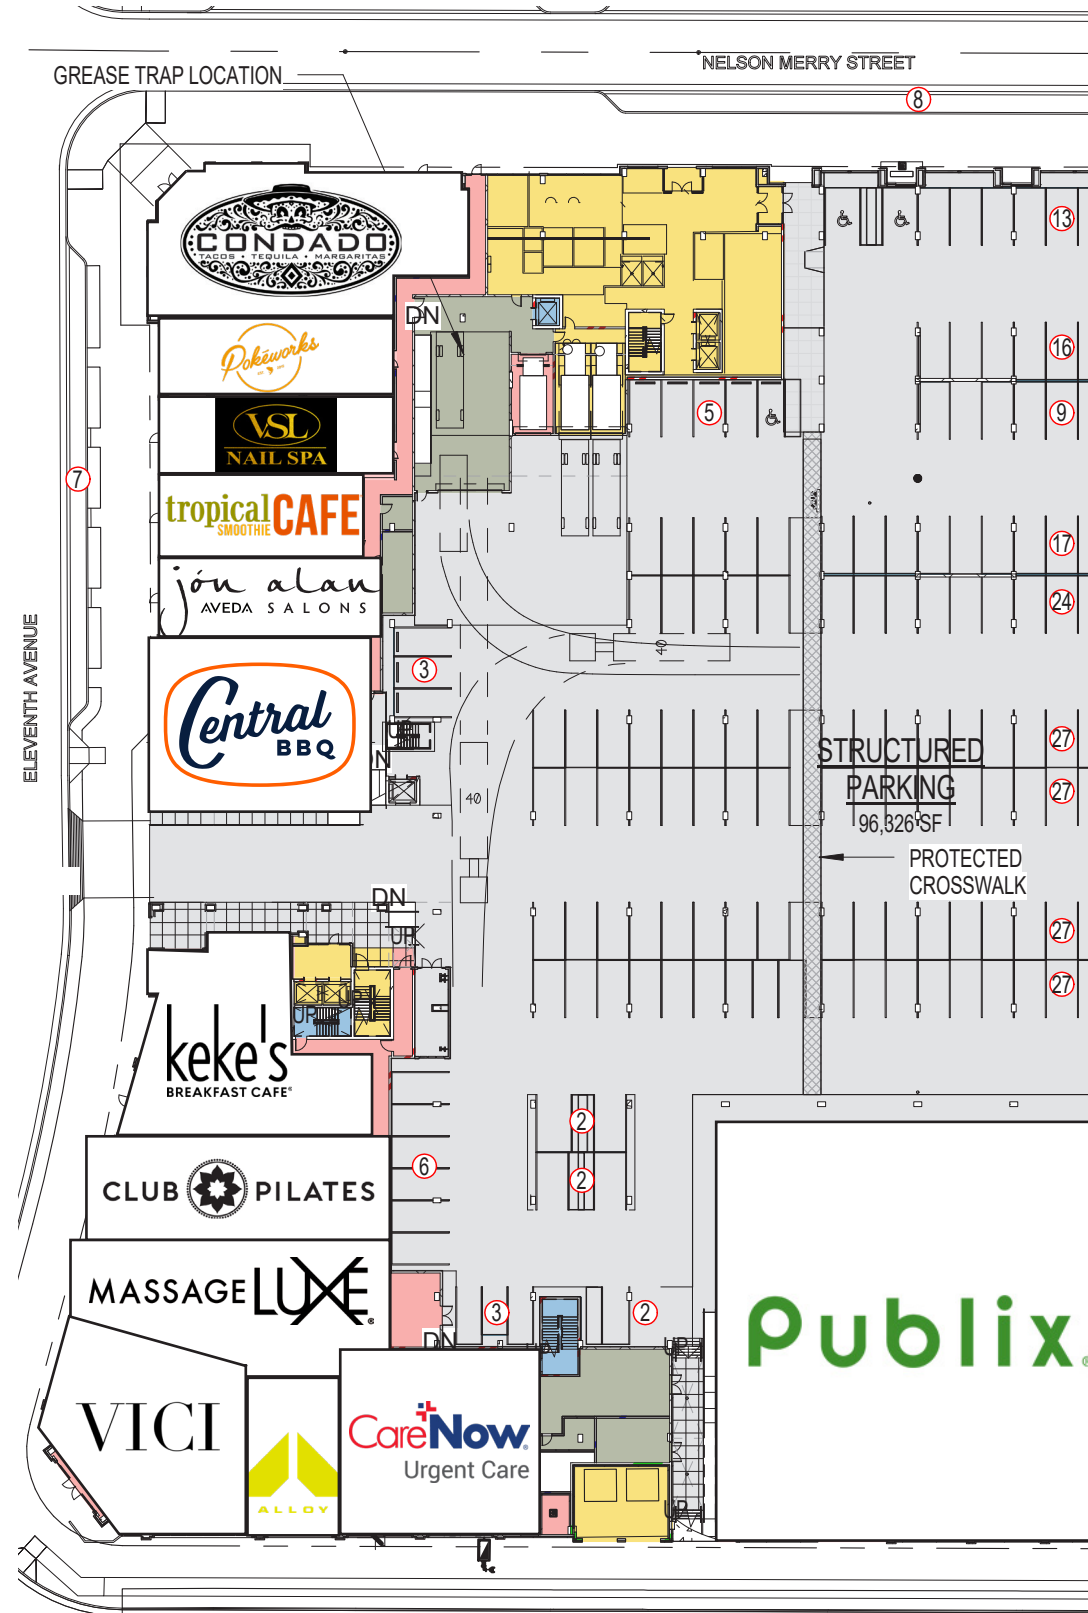 NELSON MERRY STREET
GREASE TRAP LOCATION
8
CONDADO
TACOS • TEQUILA • MARGARITAS
13
DN
Pokéworks
16
5
9
VSL
NAIL SPA
7
tropical CAFE
SMOOTHIE
17
24
jón alan
AVEDA SALONS
ELEVENTH AVENUE
40
3
Central
BBQ
UP
DN
27
STRUCTURED
PARKING
27
96,326 SF
40
PROTECTED
CROSSWALK
DN
UP
27
27
UP
keke's
BREAKFAST CAFE®
2
6
2
CLUB PILATES
MASSAGE LUXE®
3
2
DN
UP
Publix®
VICI
CareNow®
Urgent Care
ALLOY
UP